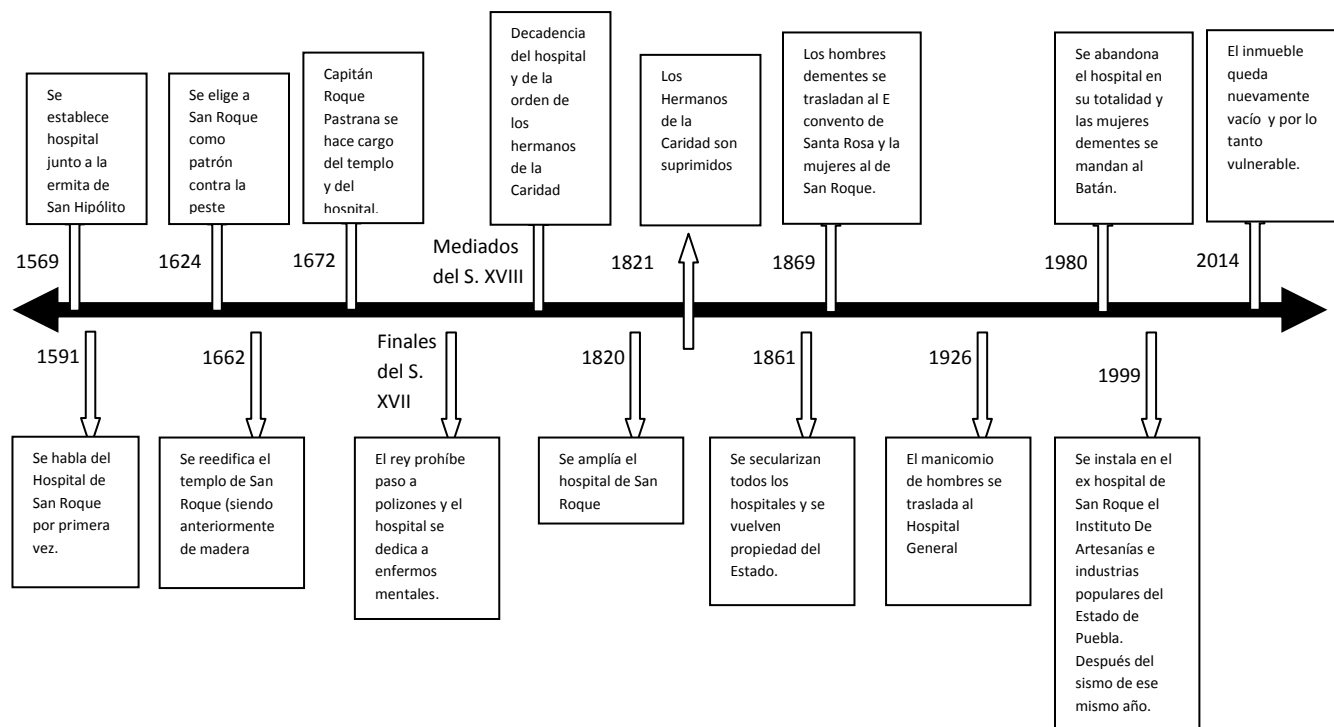 Se
establece
hospital
junto a la
ermita de
San Hipólito
1569
Se elige a
San Roque
como
patrón
contra la
peste
1624
Capitán
Roque
Pastrana se
hace cargo
del templo
y del
hospital.
1672
Decadencia
del hospital
y de la
orden de
los
hermanos
de la
Caridad
Mediados
del S. XVIII
Los
Hermanos
de la
Caridad son
suprimidos
1821
Los hombres
dementes se
trasladan al E
convento de
Santa Rosa y la
mujeres al de
San Roque.
1869
Se abandona
el hospital en
su totalidad y
las mujeres
dementes se
mandan al
Batán.
1980
El inmueble
queda
nuevamente
vacío y por lo
tanto
vulnerable.
2014
1591
Se habla del
Hospital de
San Roque
por primera
vez.
1662
Se reedifica el
templo de San
Roque (siendo
anteriormente
de madera
Finales
del S.
XVII
El rey prohíbe
paso a
polizones y el
hospital se
dedica a
enfermos
mentales.
1820
Se amplía el
hospital de San
Roque
1861
Se secularizan
todos los
hospitales y se
vuelven
propiedad del
Estado.
1926
El manicomio
de hombres se
traslada al
Hospital
General
1999
Se instala en el
ex hospital de
San Roque el
Instituto De
Artesanías e
industrias
populares del
Estado de
Puebla.
Después del
sismo de ese
mismo año.